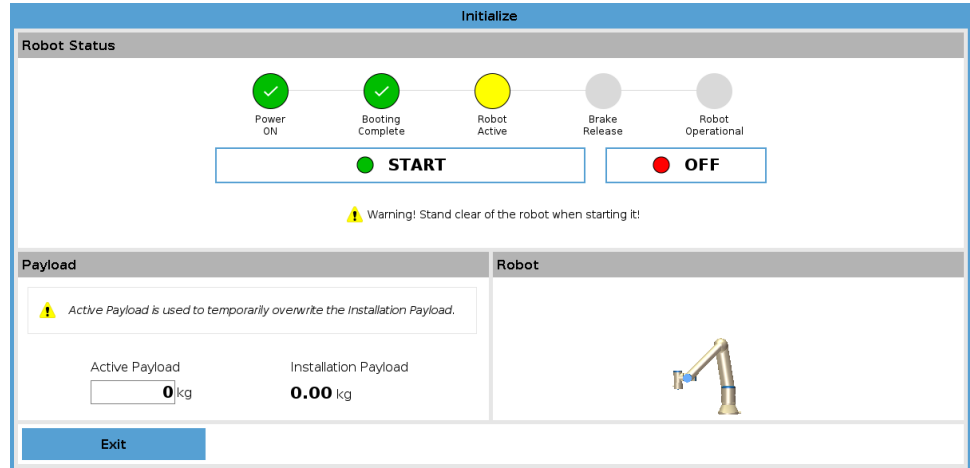 Initialize
Robot Status
Power
ON
Booting
Complete
Robot
Active
Brake
Release
Robot
Operational
START
OFF
Warning! Stand clear of the robot when starting it!
Payload
Active Payload is used to temporarily overwrite the Installation Payload.
Active Payload
0 kg
Installation Payload
0.00 kg
Robot
Exit